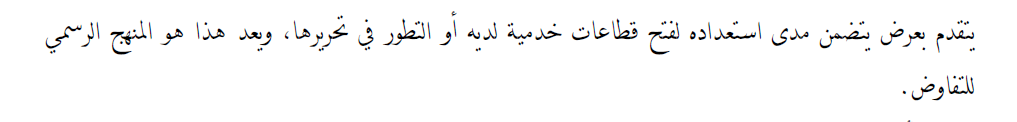 يتقدم بعرض يتضمن مدى استعداده لفتح قطاعات خدمية لديه أو التطور في تحريرها، ويعد هذا هو المنهج الرسمي
للتفاوض.